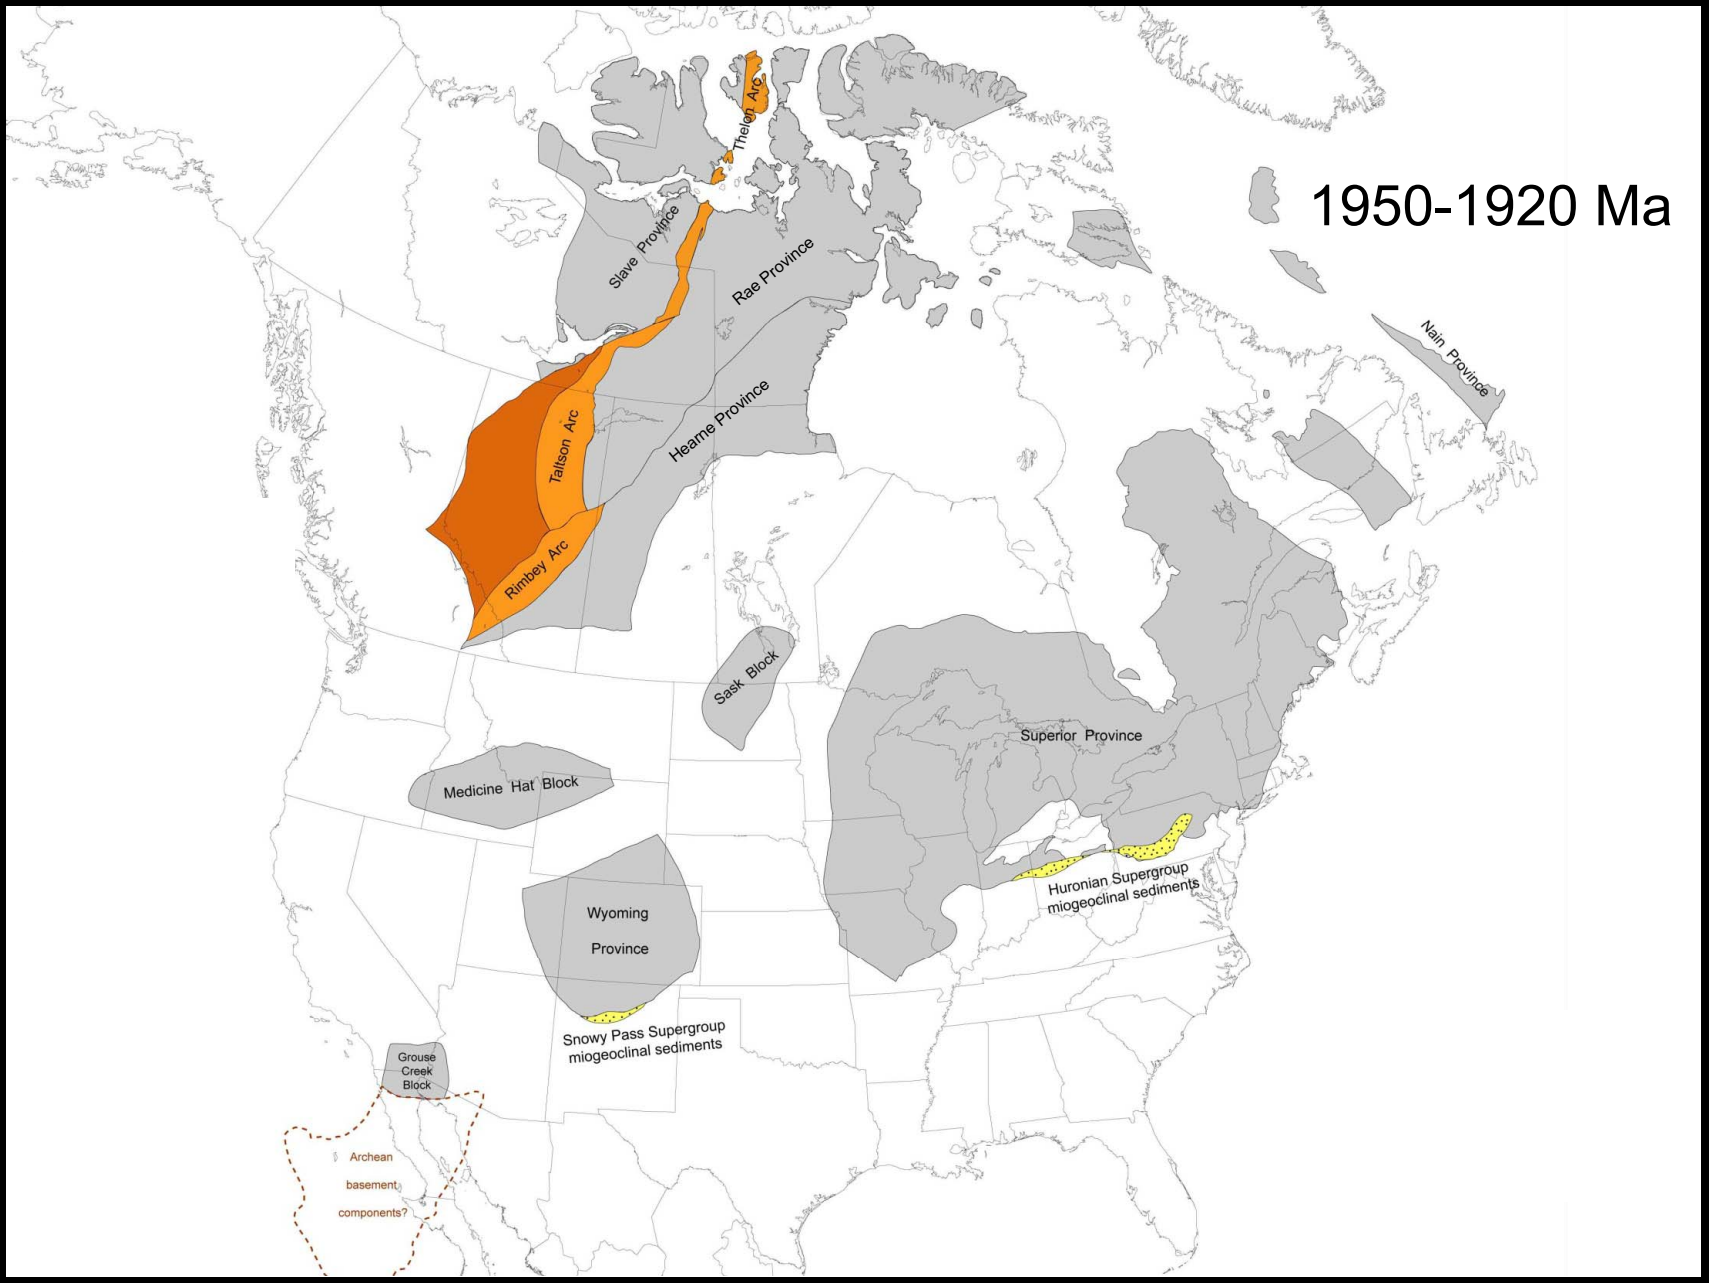 1950-1920 Ma
Thelon Arc
Slave Province
Rae Province
Nain Province
Hearne Province
Taltson Arc
Rimbey Arc
Sask Block
Superior Province
Medicine Hat Block
Huronian Supergroup
miogeoclinal sediments
Wyoming
Province
Snowy Pass Supergroup
miogeoclinal sediments
Grouse
Creek
Block
Archean
basement
components?